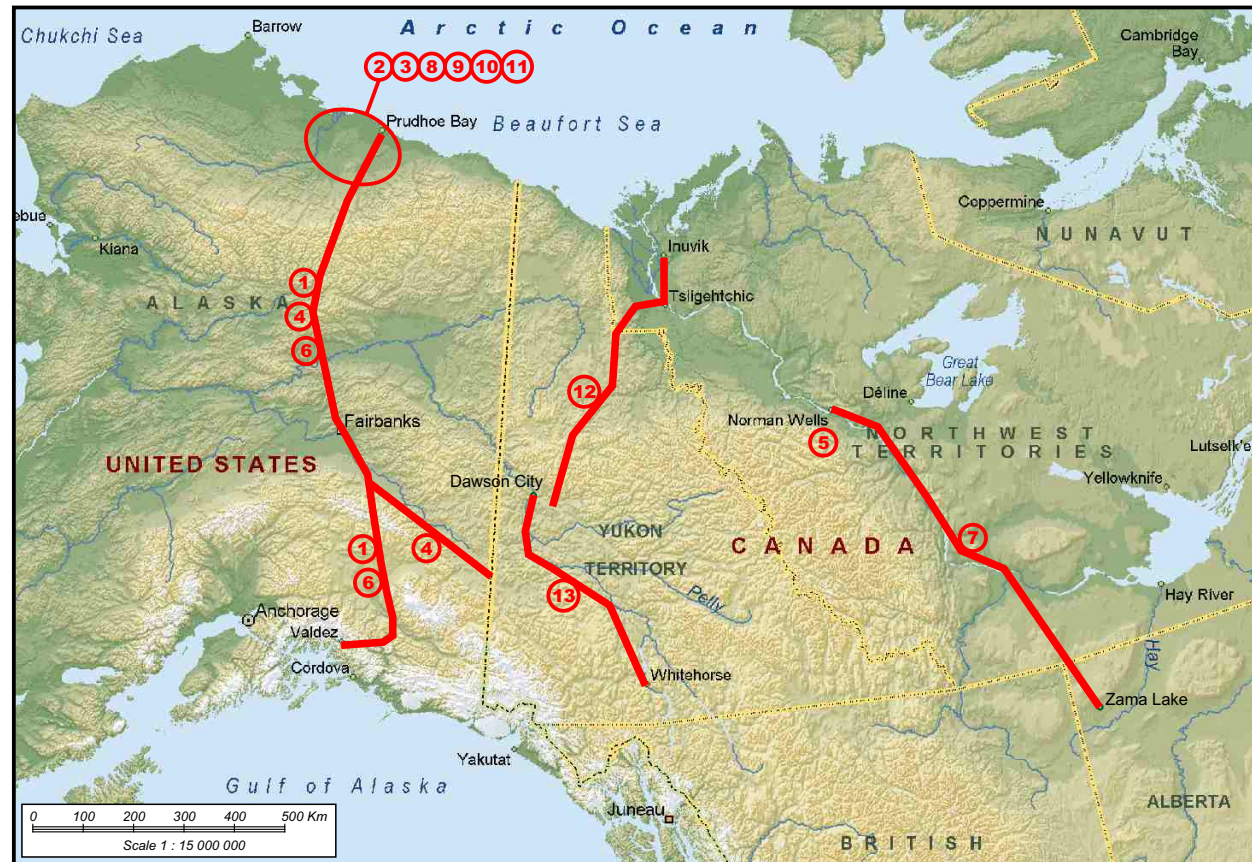 Arctic Ocean
Chukchi Sea
Barrow
Cambridge
Bay
2 3 8 9 10 11
Prudhoe Bay
Beaufort Sea
Coppermine
NUNAVUT
ebue
Kiana
Inuvik
1
ALASKA
Tsiigehtchic
4
6
Great
Bear Lake
12
Déline
Norman Wells
5
Fairbanks
NORTHWEST
TERRITORIES
Lutselk'e
UNITED STATES
Dawson City
Yellowknife
YUKON
CANADA
1
4
7
TERRITORY
6
13
Pelly
Hay River
Anchorage
Valdez
Cordova
Hay
Whitehorse
Zama Lake
Yakutat
Gulf of Alaska
Juneau
ALBERTA
BRITISH
0 100 200 300 400 500 Km
Scale 1 : 15 000 000